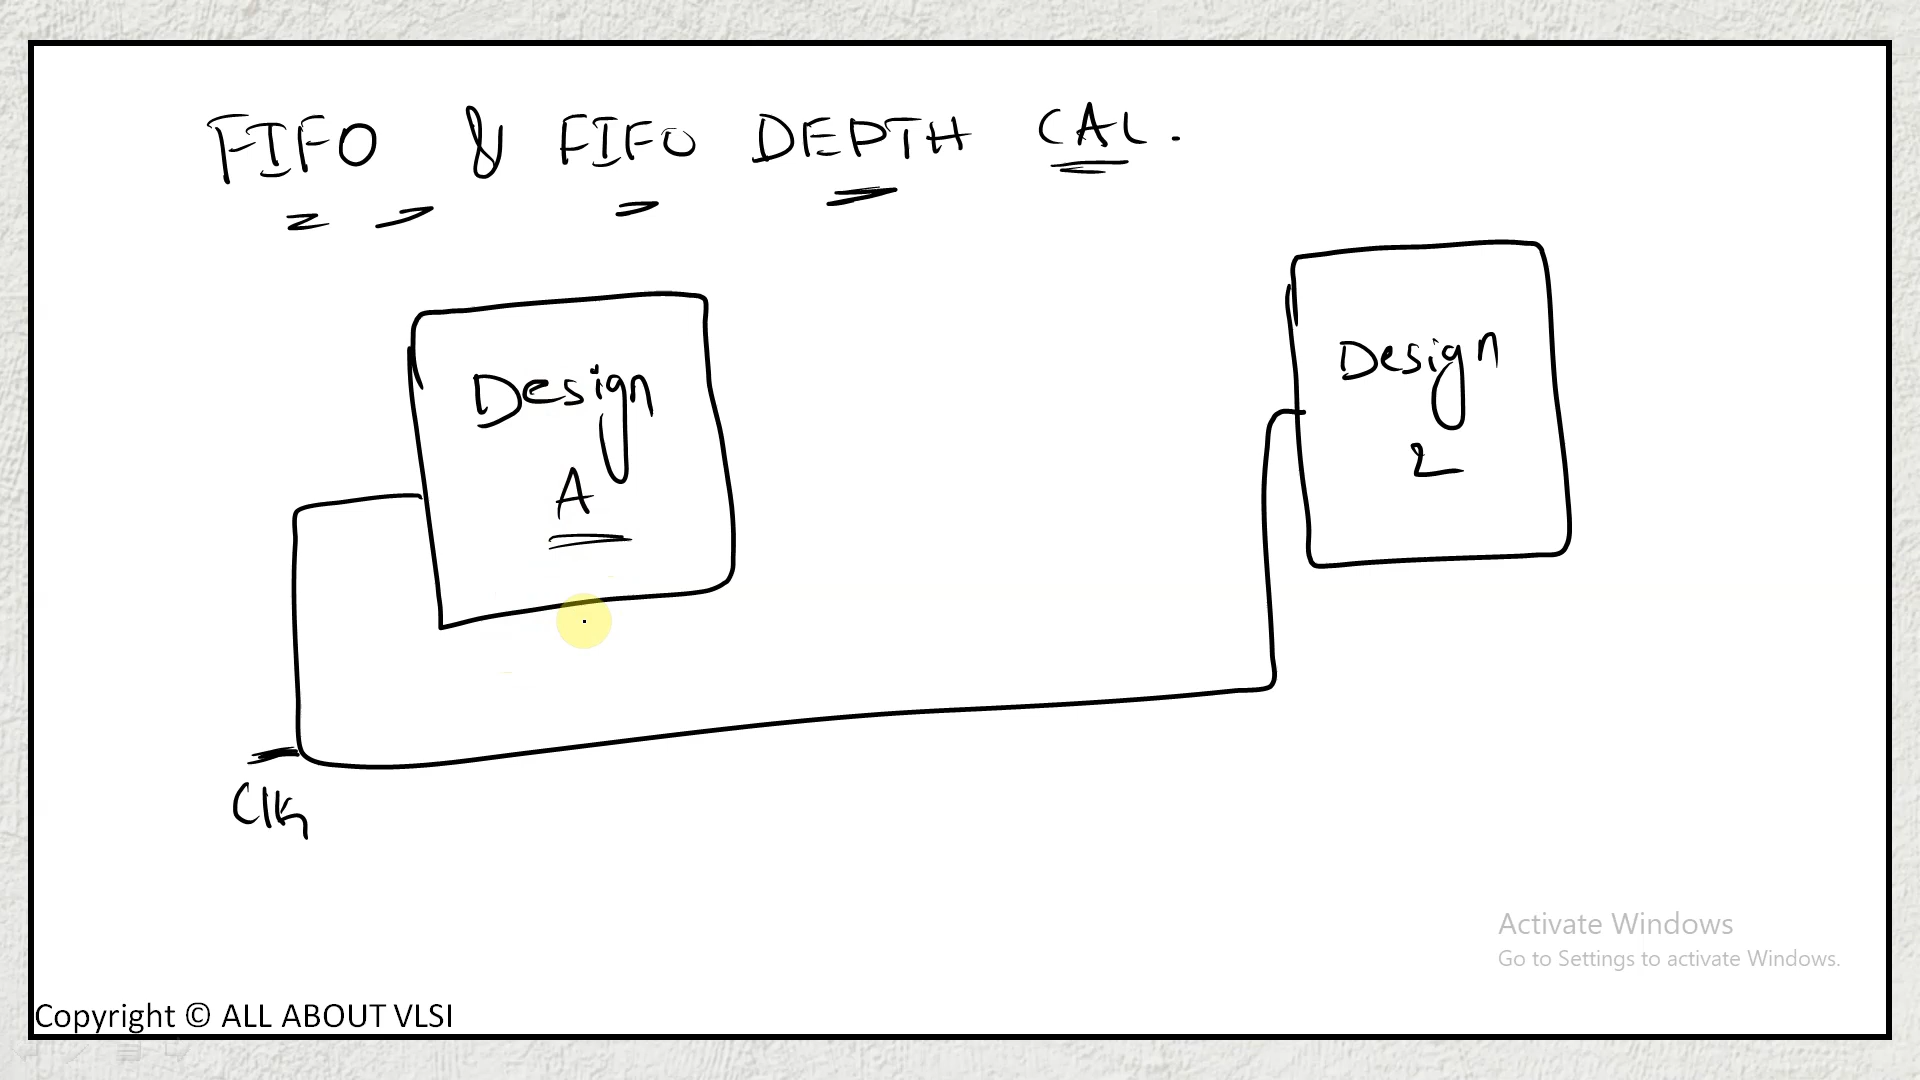 FIFO & FIFO DEPTH CAL.
Design
A
Design
2
Clk
Activate Windows
Go to Settings to activate Windows.
Copyright © ALL ABOUT VLSI